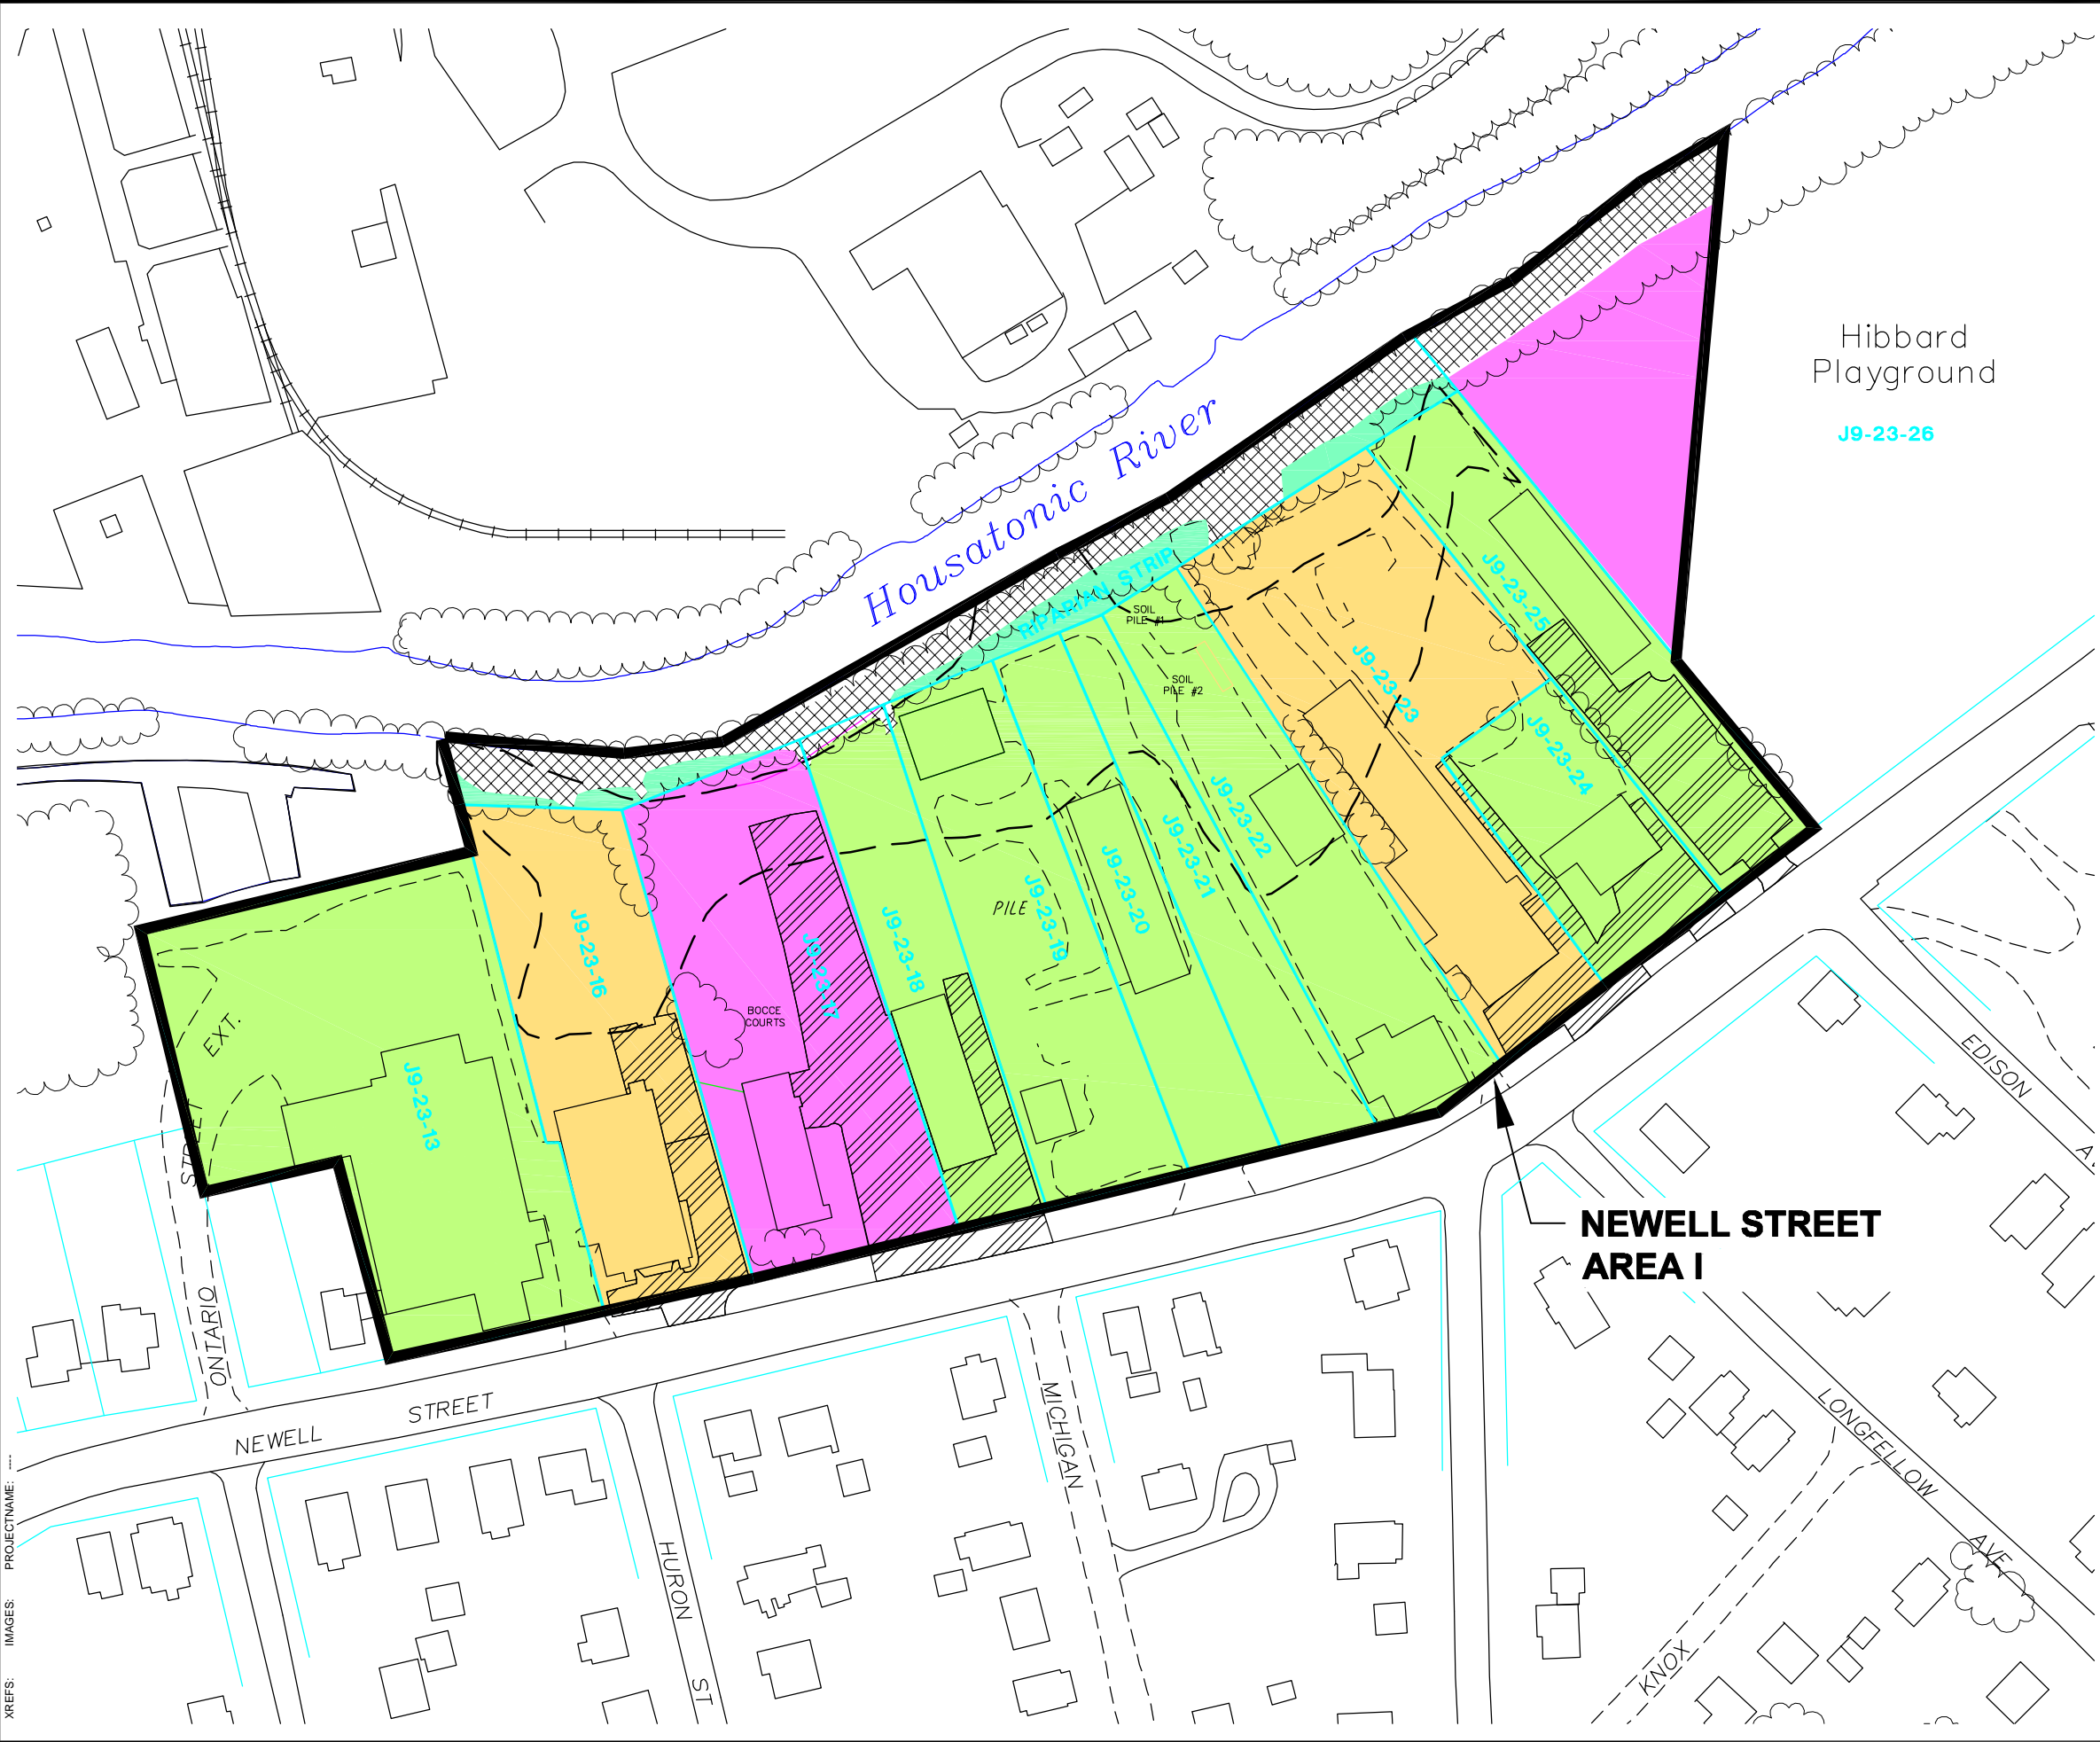 Hibbard
Playground
J9-23-26
Housatonic River
RIPARIAN STRIP
SOIL
PILE #1
SOIL
PILE #2
J9-23-25
J9-23-23
J9-23-24
J9-23-22
J9-23-21
J9-23-20
J9-23-19
PILE
J9-23-18
J9-23-17
J9-23-16
BOCCE
COURTS
J9-23-13
EXT.
STREET
ONTARIO
NEWELL STREET
AREA I
EDISON
NEWELL STREET
MICHIGAN
HURON
ST
LONGFELLOW
AVE
KNOX
XREFS: IMAGES: PROJECTNAME: ----